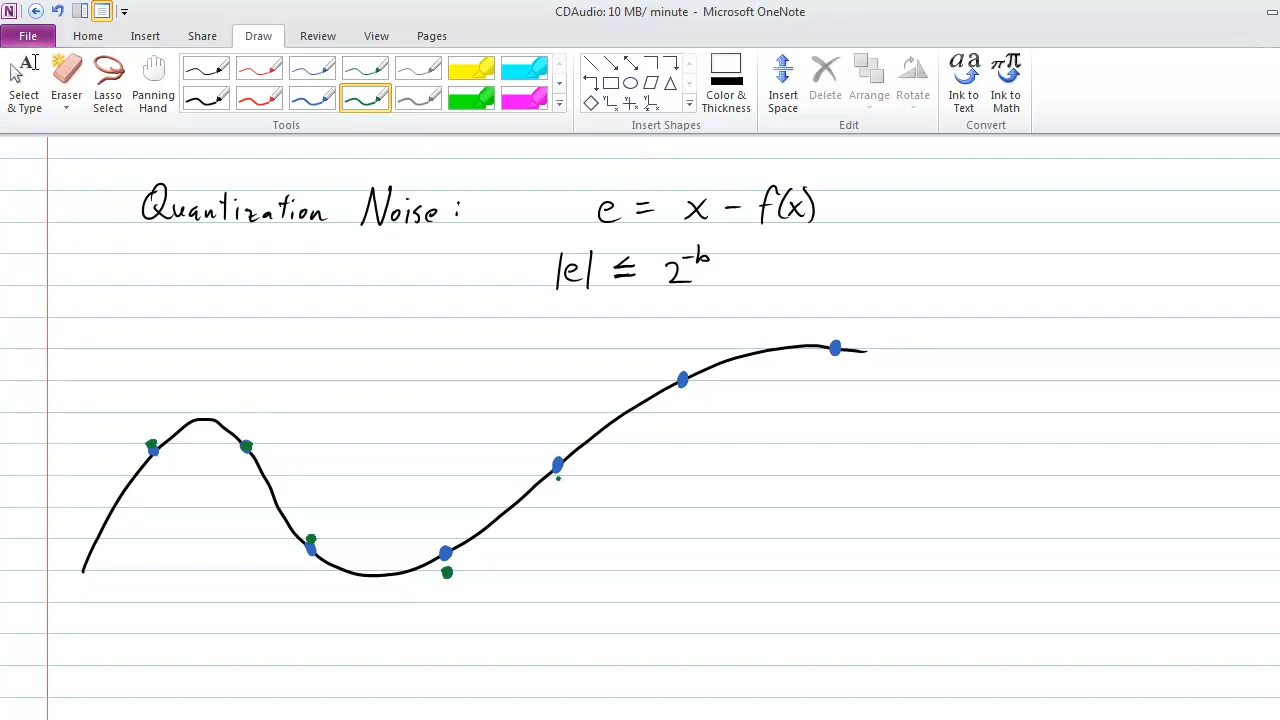 CDAudio: 10 MB/ minute - Microsoft OneNote
File Home Insert Share Draw Review View Pages
Select & Type Eraser Lasso Select Panning Hand Color & Thickness Insert Space Delete Arrange Rotate Ink to Text Ink to Math
Tools Insert Shapes Edit Convert
Quantization Noise: e = x - f(x)
|e| ≤ 2^-b